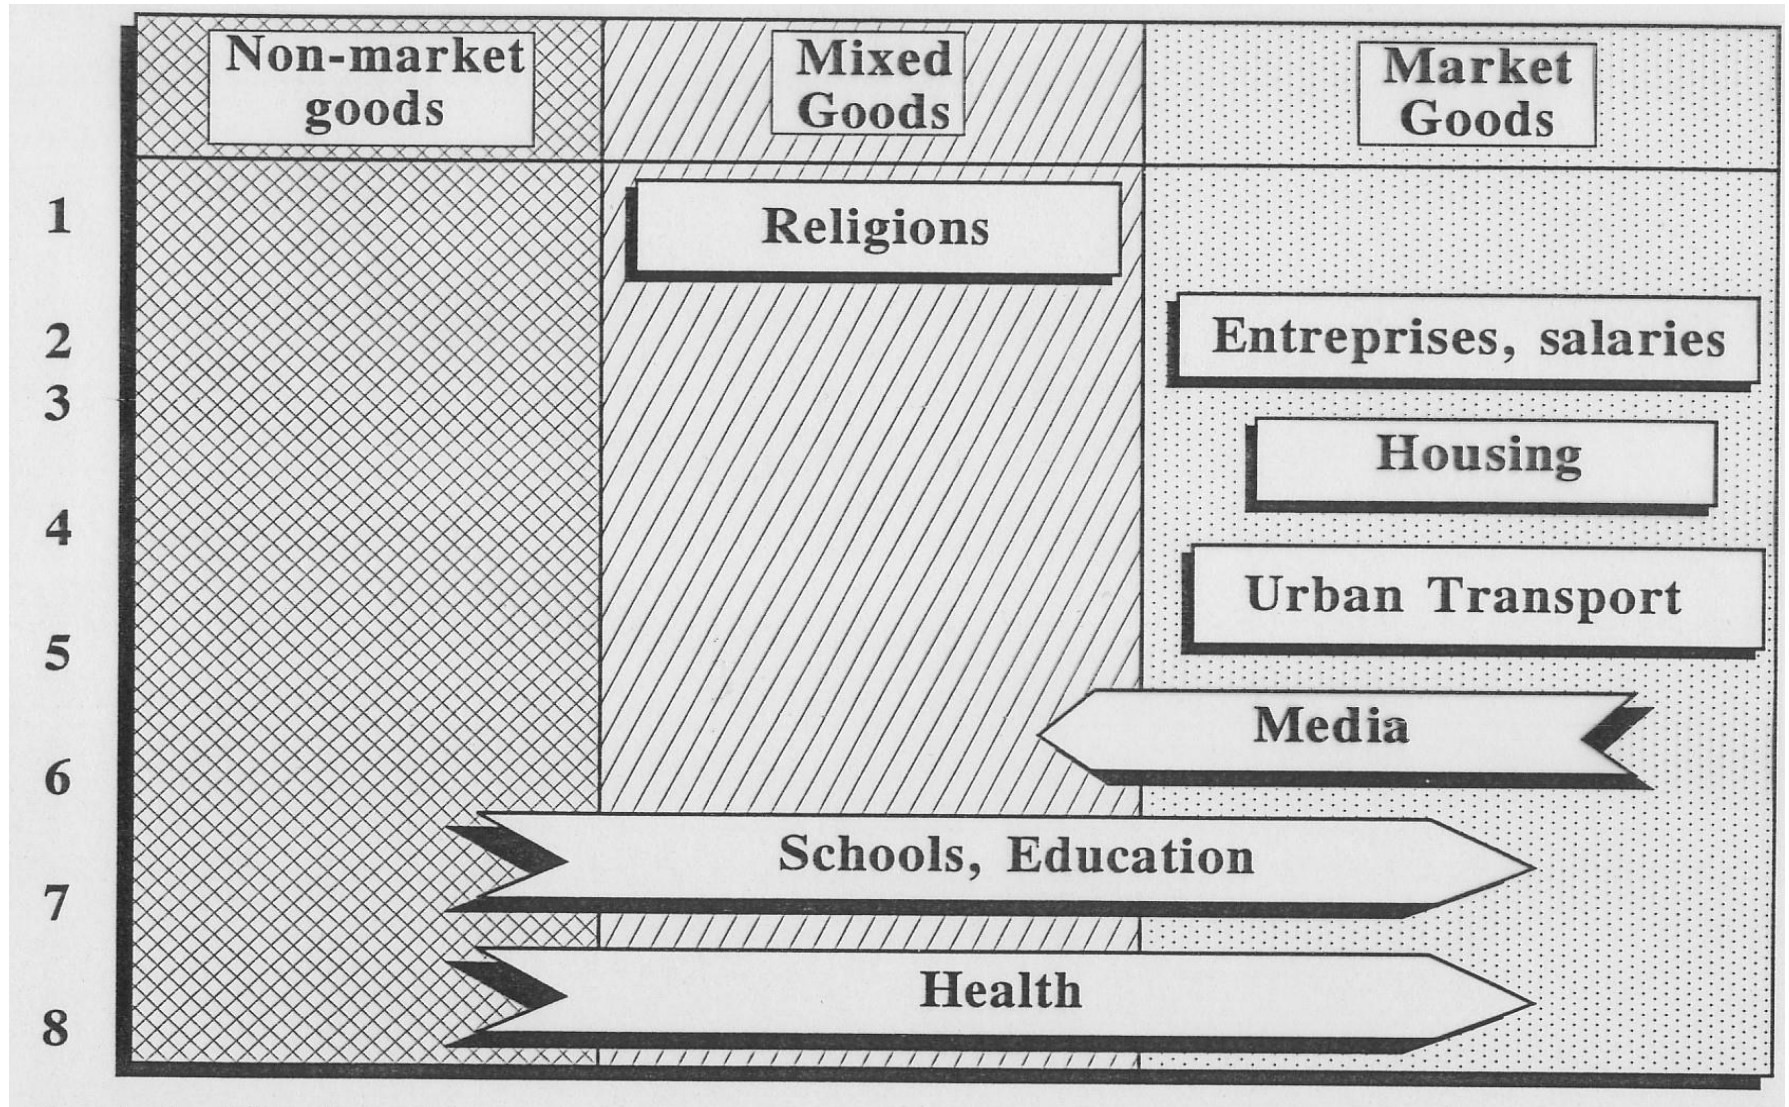 Non-market
goods
Mixed
Goods
Market
Goods
1
Religions
2
Entreprises, salaries
3
Housing
4
Urban Transport
5
Media
6
Schools, Education
7
Health
8